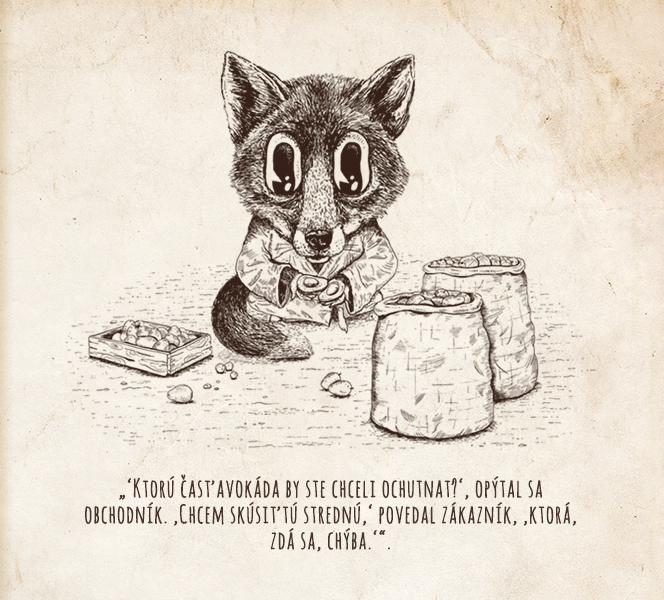 „‘Ktorú časť avokáda by ste chceli ochutnať?‘, opýtal sa
obchodník. ‚Chcem skúsiť tú strednú,‘ povedal zákazník, ‚ktorá,
zdá sa, chýba.‘“.